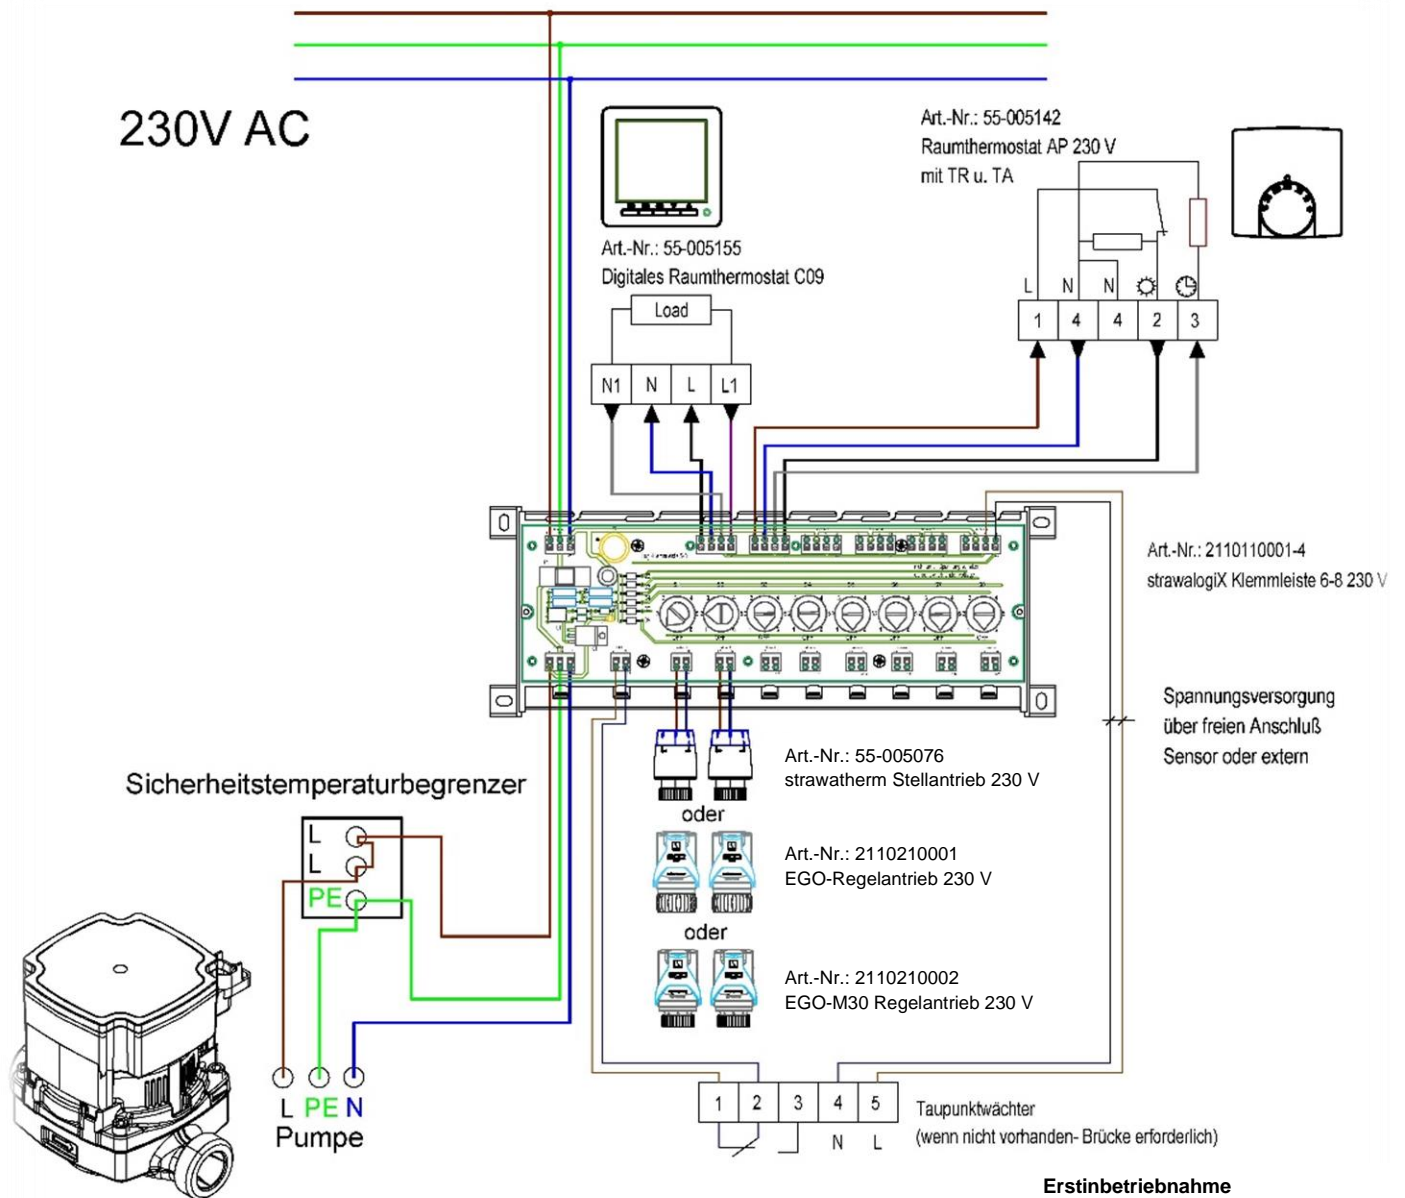 230V AC
Art.-Nr.: 55-005142
Raumthermostat AP 230 V
mit TR u. TA
Art.-Nr.: 55-005155
Digitales Raumthermostat C09
Load
N1 N L L1
L N N
1 4 4 2 3
Art.-Nr.: 2110110001-4
strawalogiX Klemmleiste 6-8 230 V
Spannungsversorgung
über freien Anschluß
Sensor oder extern
Art.-Nr.: 55-005076
strawatherm Stellantrieb 230 V
oder
Art.-Nr.: 2110210001
EGO-Regelantrieb 230 V
oder
Art.-Nr.: 2110210002
EGO-M30 Regelantrieb 230 V
Sicherheitstemperaturbegrenzer
L
L
PE
L PE N
Pumpe
1 2 3 4 5
N L
Taupunktwächter
(wenn nicht vorhanden- Brücke erforderlich)
Erstinbetriebnahme